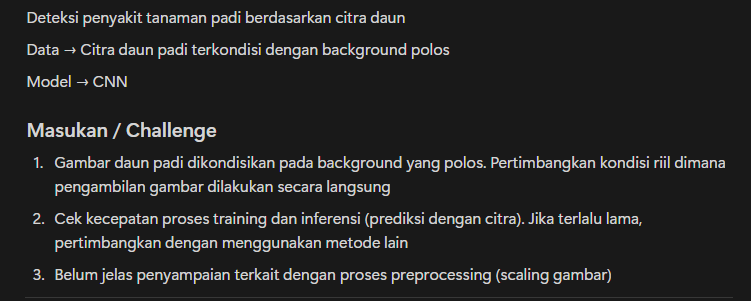 Deteksi penyakit tanaman padi berdasarkan citra daun
Data → Citra daun padi terkondisi dengan background polos
Model → CNN
Masukan / Challenge
1. Gambar daun padi dikondisikan pada background yang polos. Pertimbangkan kondisi riil dimana
pengambilan gambar dilakukan secara langsung
2. Cek kecepatan proses training dan inferensi (prediksi dengan citra). Jika terlalu lama,
pertimbangkan dengan menggunakan metode lain
3. Belum jelas penyampaian terkait dengan proses preprocessing (scaling gambar)